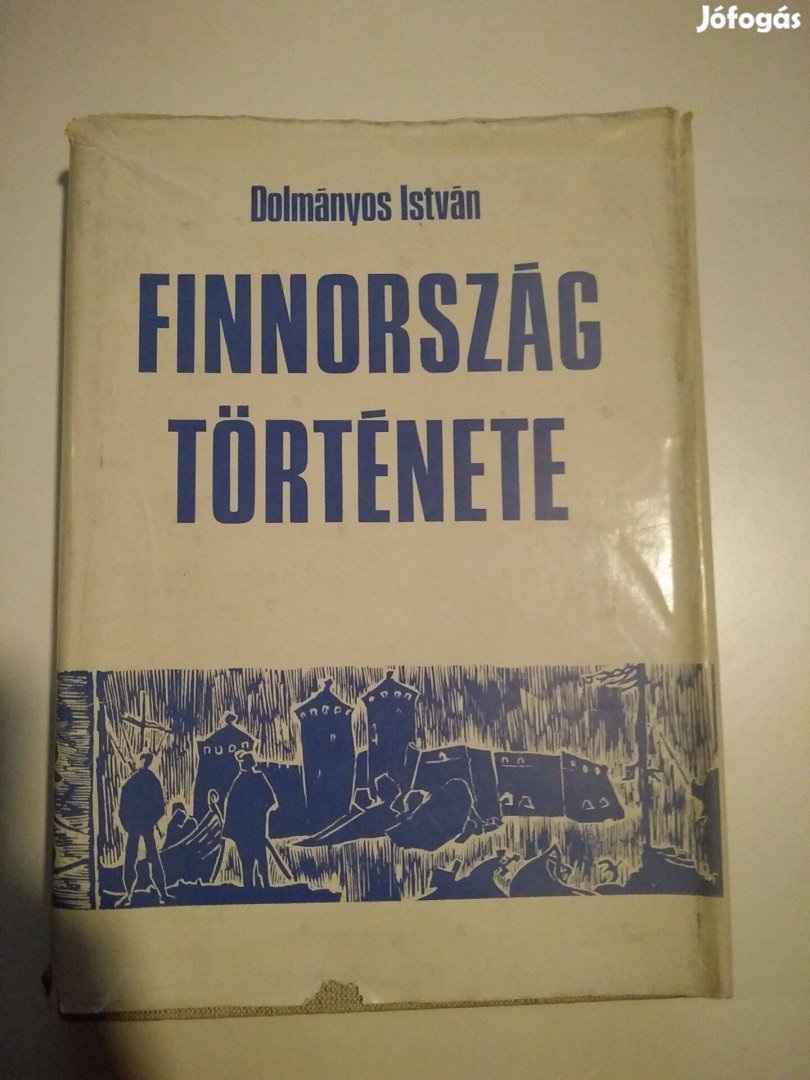 Jófogás
Dolmányos István
FINNORSZÁG
TÖRTÉNETE